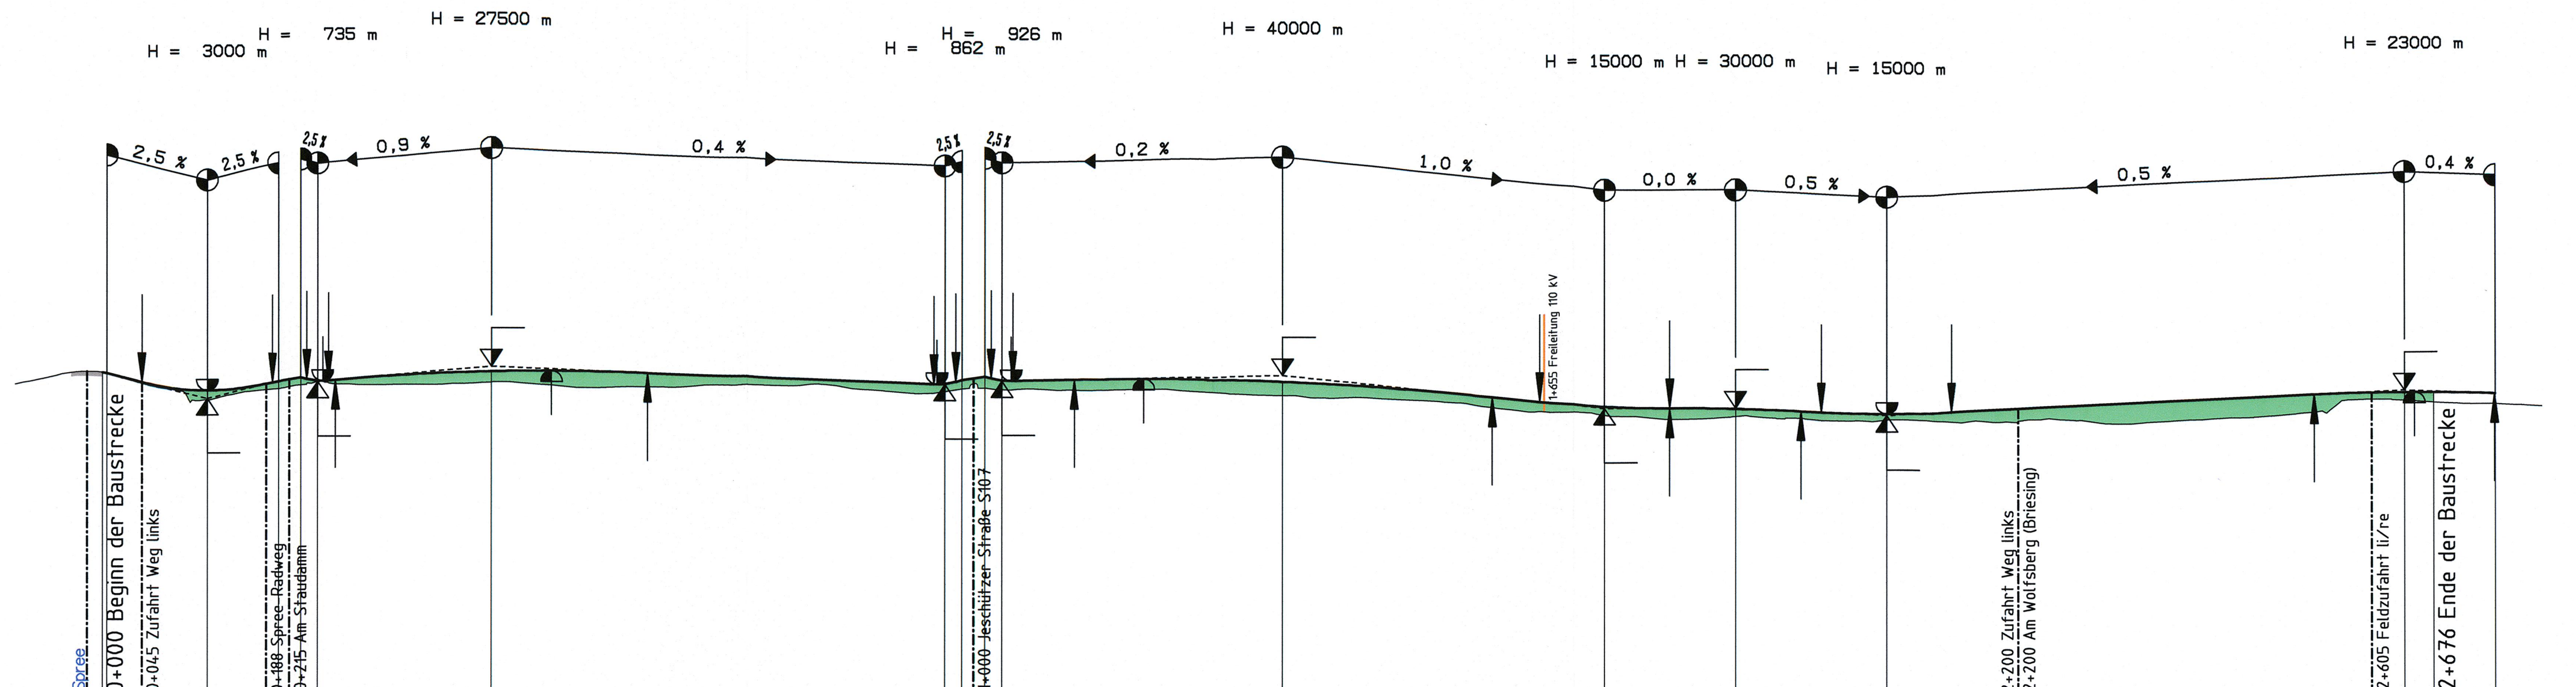 H = 3000 m
H = 735 m
H = 27500 m
H = 862 m
H = 926 m
H = 40000 m
H = 15000 m
H = 30000 m
H = 15000 m
H = 23000 m
2,5 %
2,5 %
2,5 %
0,9 %
0,4 %
2,5 %
2,5 %
0,2 %
1,0 %
0,0 %
0,5 %
0,5 %
0,4 %
Spree
0+000 Beginn der Baustrecke
0+045 Zufahrt Weg links
0+188 Spree-Radweg
0+215 Am Staudamm
1+000 Jeschützer Straße S107
1+655 Freileitung 110 kV
2+200 Zufahrt Weg links
2+200 Am Wolfsberg (Briesing)
2+605 Feldzufahrt li/re
2+676 Ende der Baustrecke